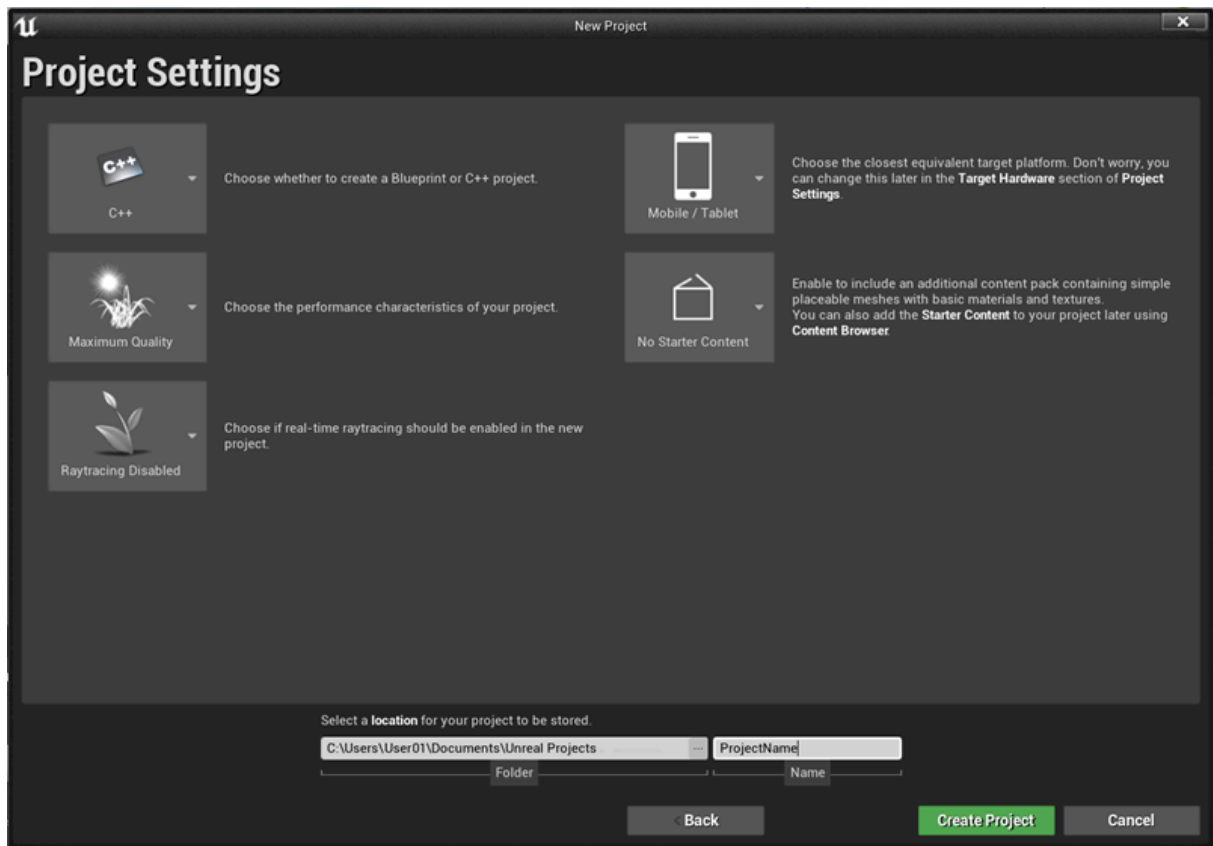 New Project
Project Settings
C++
C++
Choose whether to create a Blueprint or C++ project.
Mobile / Tablet
Choose the closest equivalent target platform. Don't worry, you
can change this later in the Target Hardware section of Project
Settings.
Maximum Quality
Choose the performance characteristics of your project.
No Starter Content
Enable to include an additional content pack containing simple
placeable meshes with basic materials and textures.
You can also add the Starter Content to your project later using
Content Browser.
Raytracing Disabled
Choose if real-time raytracing should be enabled in the new
project.
Select a location for your project to be stored.
C:\Users\User01\Documents\Unreal Projects
...
ProjectName
Folder
Name
Back
Create Project
Cancel